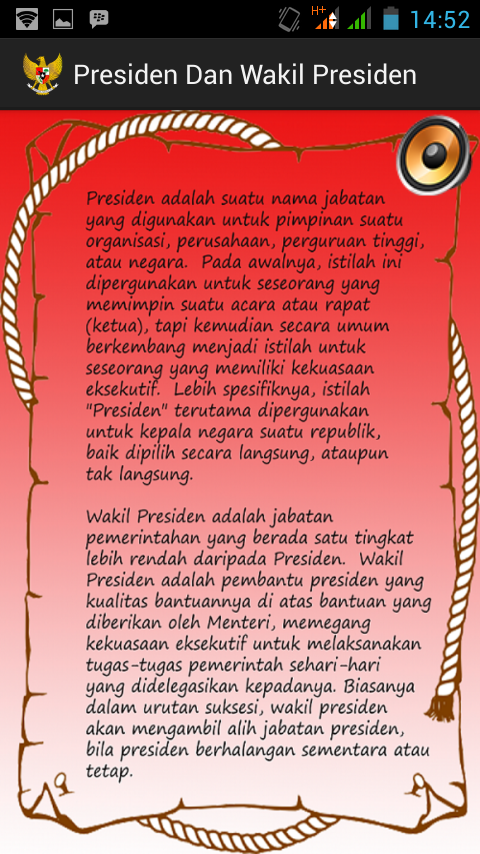 H+
14:52
Presiden Dan Wakil Presiden
Presiden adalah suatu nama jabatan
yang digunakan untuk pimpinan suatu
organisasi, perusahaan, perguruan tinggi,
atau negara. Pada awalnya, istilah ini
dipergunakan untuk seseorang yang
memimpin suatu acara atau rapat
(ketua), tapi kemudian secara umum
berkembang menjadi istilah untuk
seseorang yang memiliki kekuasaan
eksekutif. Lebih spesifiknya, istilah
"Presiden" terutama dipergunakan
untuk kepala negara suatu republik,
baik dipilih secara langsung, ataupun
tak langsung.
Wakil Presiden adalah jabatan
pemerintahan yang berada satu tingkat
lebih rendah daripada Presiden. Wakil
Presiden adalah pembantu presiden yang
kualitas bantuannya di atas bantuan yang
diberikan oleh Menteri, memegang
kekuasaan eksekutif untuk melaksanakan
tugas-tugas pemerintah sehari-hari
yang didelegasikan kepadanya. Biasanya
dalam urutan suksesi, wakil presiden
akan mengambil alih jabatan presiden,
bila presiden berhalangan sementara atau
tetap.